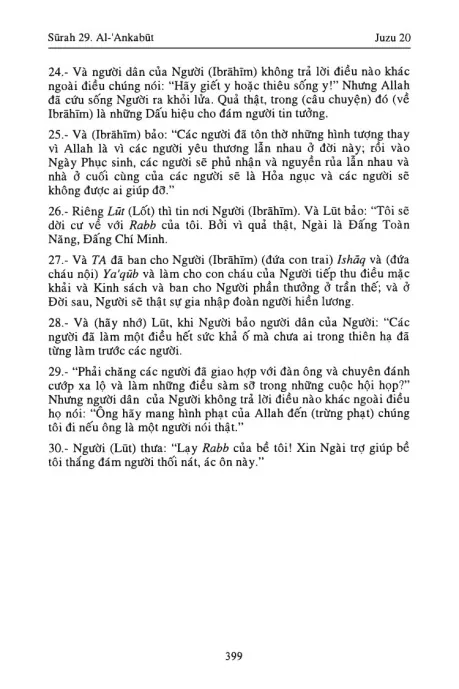 Sūrah 29. Al-'Ankabūt Juzu 20
24.- Và người dân của Người (Ibrāhīm) không trả lời điều nào khác
ngoài điều chúng nói: “Hãy giết y hoặc thiêu sống y!” Nhưng Allah
đã cứu sống Người ra khỏi lửa. Quả thật, trong (câu chuyện) đó (về
Ibrāhīm) là những Dấu hiệu cho đám người tin tưởng.
25.- Và (Ibrāhīm) bảo: “Các người đã tôn thờ những hình tượng thay
vì Allah là vì các người yêu thương lẫn nhau ở đời này; rồi vào
Ngày Phục sinh, các người sẽ phủ nhận và nguyền rủa lẫn nhau và
nhà ở cuối cùng của các người sẽ là Hỏa ngục và các người sẽ
không được ai giúp đỡ.”
26.- Riêng Lūt (Lốt) thì tin nơi Người (Ibrāhīm). Và Lūt bảo: “Tôi sẽ
dời cư về với Rabb của tôi. Bởi vì quả thật, Ngài là Đấng Toàn
Năng, Đấng Chí Minh.
27.- Và TA đã ban cho Người (Ibrāhīm) (đứa con trai) Ishāq và (đứa
cháu nội) Ya'qūb và làm cho con cháu của Người tiếp thu điều mặc
khải và Kinh sách và ban cho Người phần thưởng ở trần thế; và ở
Đời sau, Người sẽ thật sự gia nhập đoàn người hiền lương.
28.- Và (hãy nhớ) Lūt, khi Người bảo người dân của Người: “Các
người đã làm một điều hết sức khả ố mà chưa ai trong thiên hạ đã
từng làm trước các người.
29.- “Phải chăng các người đã giao hợp với đàn ông và chuyên đánh
cướp xa lộ và làm những điều sàm sỡ trong những cuộc hội họp?”
Nhưng người dân của Người không trả lời điều nào khác ngoài điều
họ nói: “Ông hãy mang hình phạt của Allah đến (trừng phạt) chúng
tôi đi nếu ông là một người nói thật.”
30.- Người (Lūt) thưa: “Lạy Rabb của bề tôi! Xin Ngài trợ giúp bề
tôi thắng đám người thối nát, ác ôn này.”
399